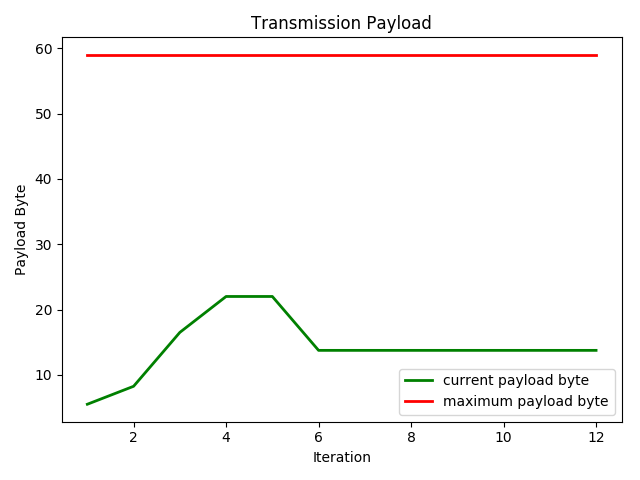 Transmission Payload
60
50
40
30
20
10
Payload Byte
current payload byte
maximum payload byte
2 4 6 8 10 12
Iteration